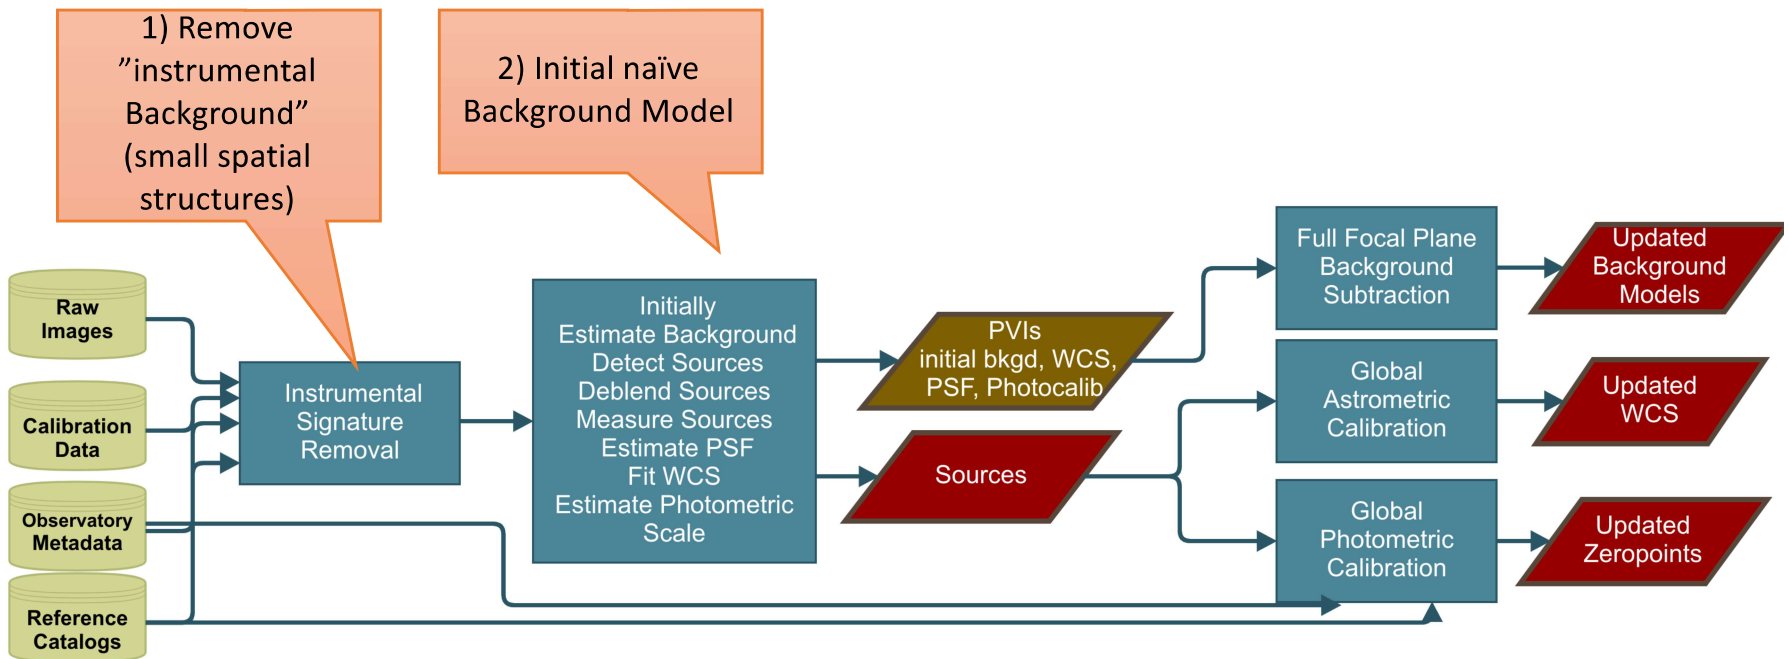 1) Remove
”instrumental
Background”
(small spatial
structures)
2) Initial naïve
Background Model
Raw
Images
Calibration
Data
Observatory
Metadata
Reference
Catalogs
Instrumental
Signature
Removal
Initially
Estimate Background
Detect Sources
Deblend Sources
Measure Sources
Estimate PSF
Fit WCS
Estimate Photometric
Scale
PVIs
initial bkgd, WCS,
PSF, Photocalib
Sources
Full Focal Plane
Background
Subtraction
Updated
Background
Models
Global
Astrometric
Calibration
Updated
WCS
Global
Photometric
Calibration
Updated
Zeropoints